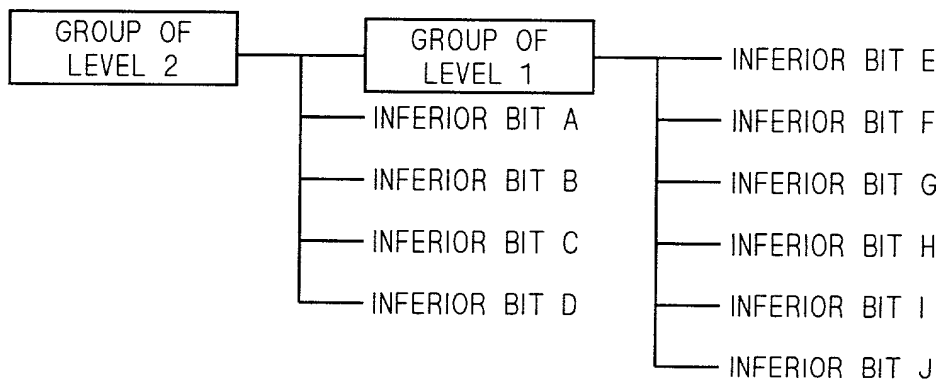 GROUP OF
LEVEL 2
GROUP OF
LEVEL 1
INFERIOR BIT A
INFERIOR BIT B
INFERIOR BIT C
INFERIOR BIT D
INFERIOR BIT E
INFERIOR BIT F
INFERIOR BIT G
INFERIOR BIT H
INFERIOR BIT I
INFERIOR BIT J